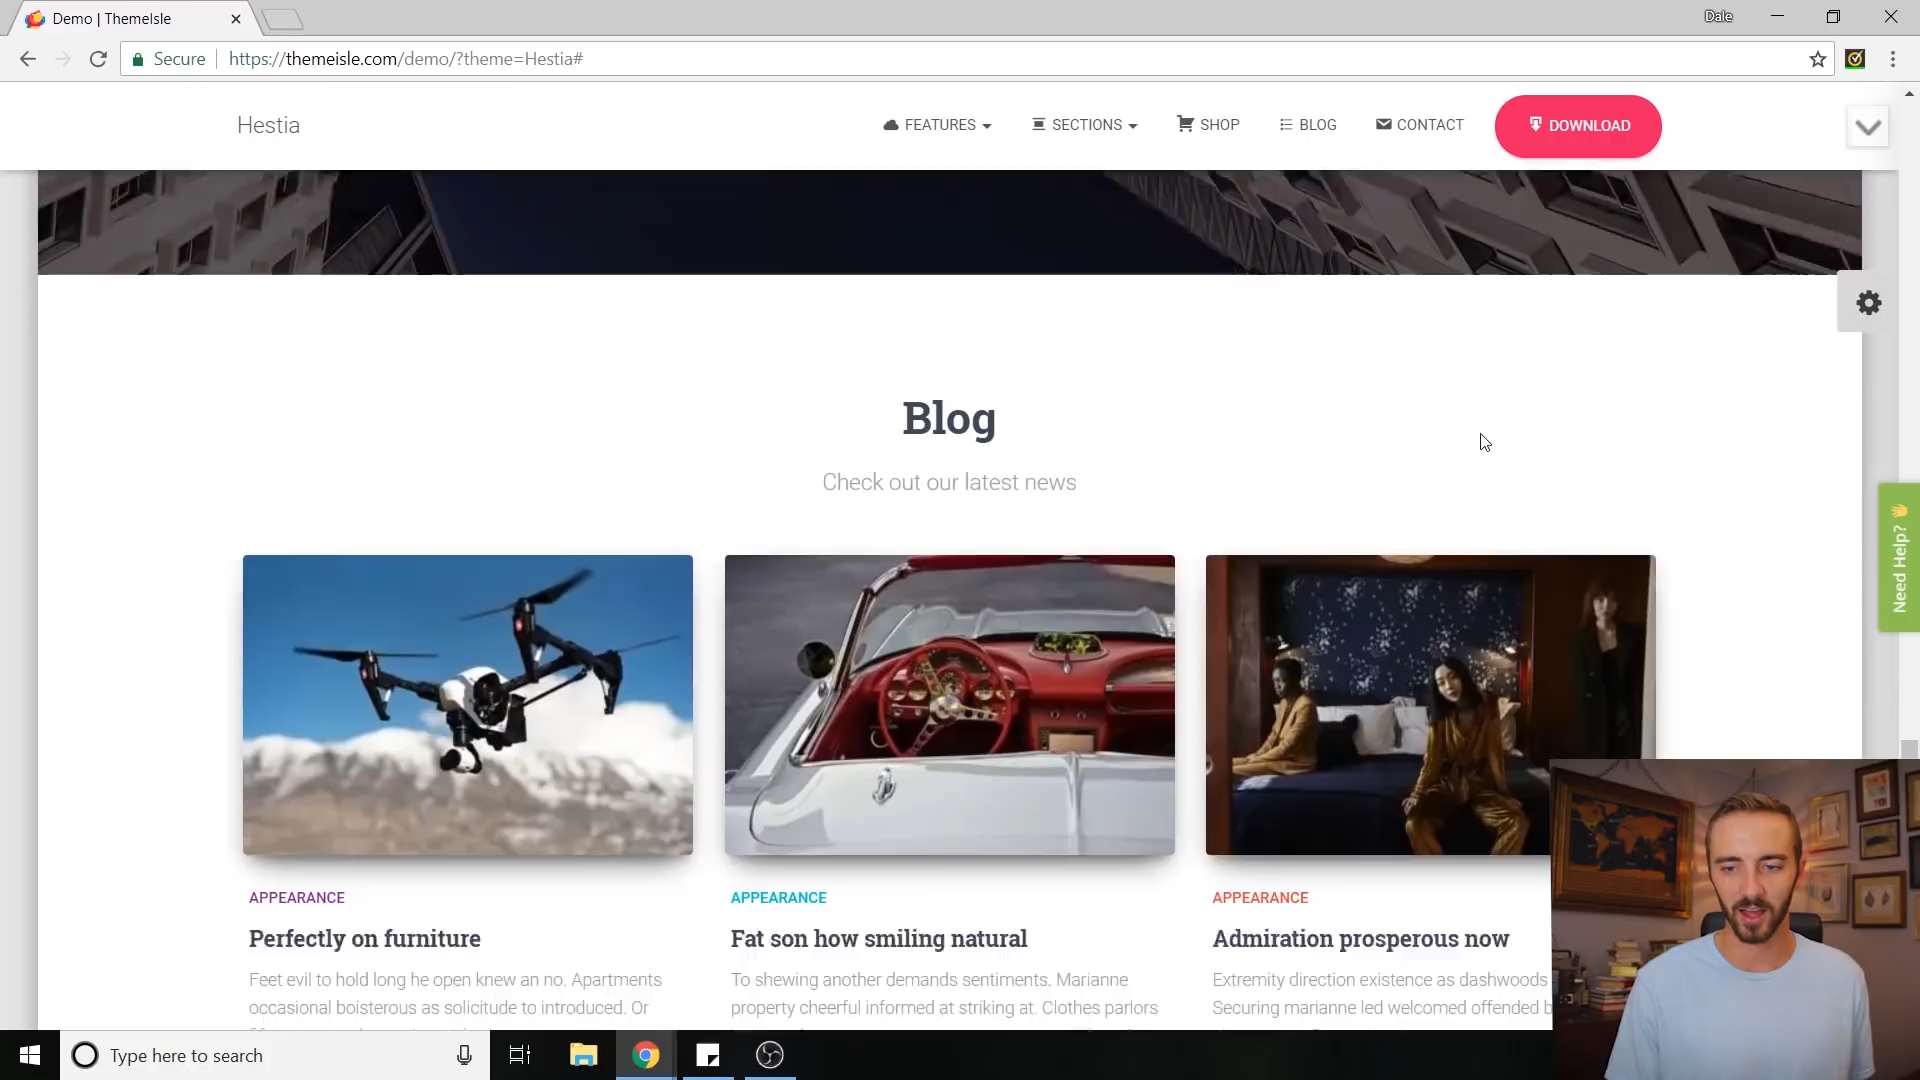 Demo | ThemeIsle
Dale
Secure
https://themeisle.com/demo/?theme=Hestia#
Hestia
FEATURES
SECTIONS
SHOP
BLOG
CONTACT
DOWNLOAD
Need Help?
Blog
Check out our latest news
APPEARANCE
Perfectly on furniture
Feet evil to hold long he open knew an no. Apartments
occasional boisterous as solicitude to introduced. Or
APPEARANCE
Fat son how smiling natural
To shewing another demands sentiments. Marianne
property cheerful informed at striking at. Clothes parlors
APPEARANCE
Admiration prosperous now
Extremity direction existence as dashwoods
Securing marianne led welcomed offended b
Type here to search